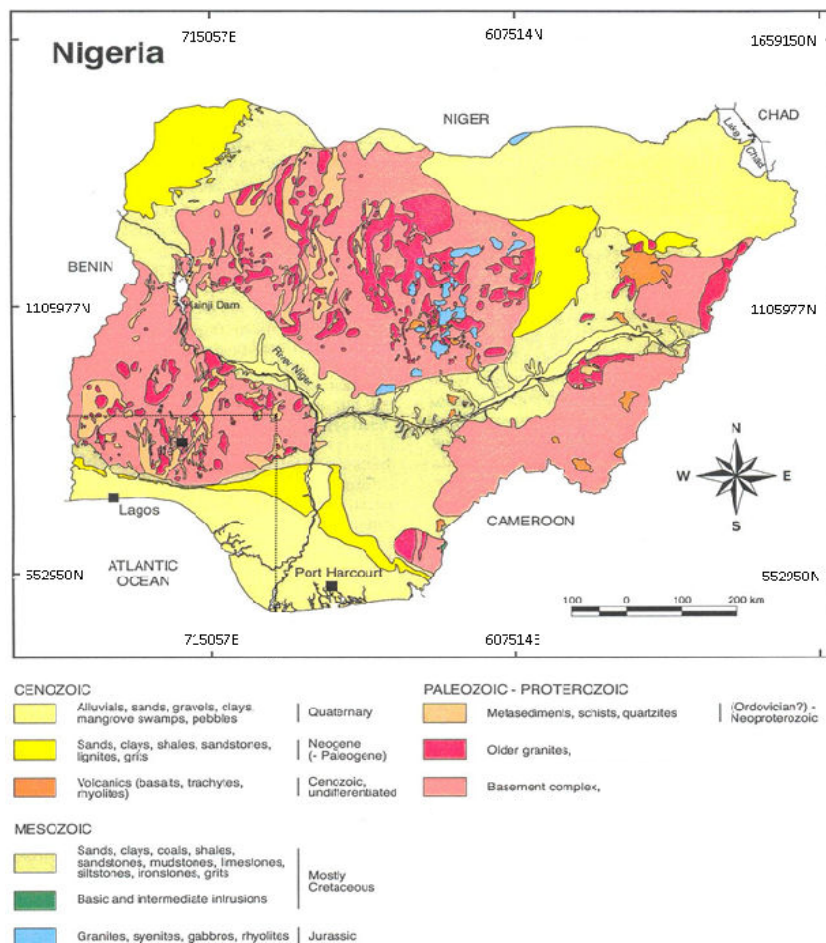 Nigeria
715057E
607514N
1659150N
NIGER
CHAD
Lake
Chad
BENIN
1105977N
Kainji Dam
1105977N
River Niger
N
W
E
S
Lagos
CAMEROON
ATLANTIC
OCEAN
552950N
Port Harcourt
552950N
100 0 100 200 km
715057E
607514E
CENOZOIC
Alluvials, sands, gravels, clays,
mangrove swamps, pebbles
Quaternary
Sands, clays, shales, sandstones,
lignites, grits
Neogene
(- Paleogene)
Volcanics (basalts, trachytes,
rhyolites)
Cenozoic,
undifferentiated
PALEOZOIC - PROTEROZOIC
Metasediments, schists, quartzites
(Ordovician?) -
Neoproterozoic
Older granites,
Basement complex,
MESOZOIC
Sands, clays, coals, shales,
sandstones, mudstones, limestones,
siltstones, ironstones, grits
Mostly
Cretaceous
Basic and intermediate intrusions
Granites, syenites, gabbros, rhyolites
Jurassic